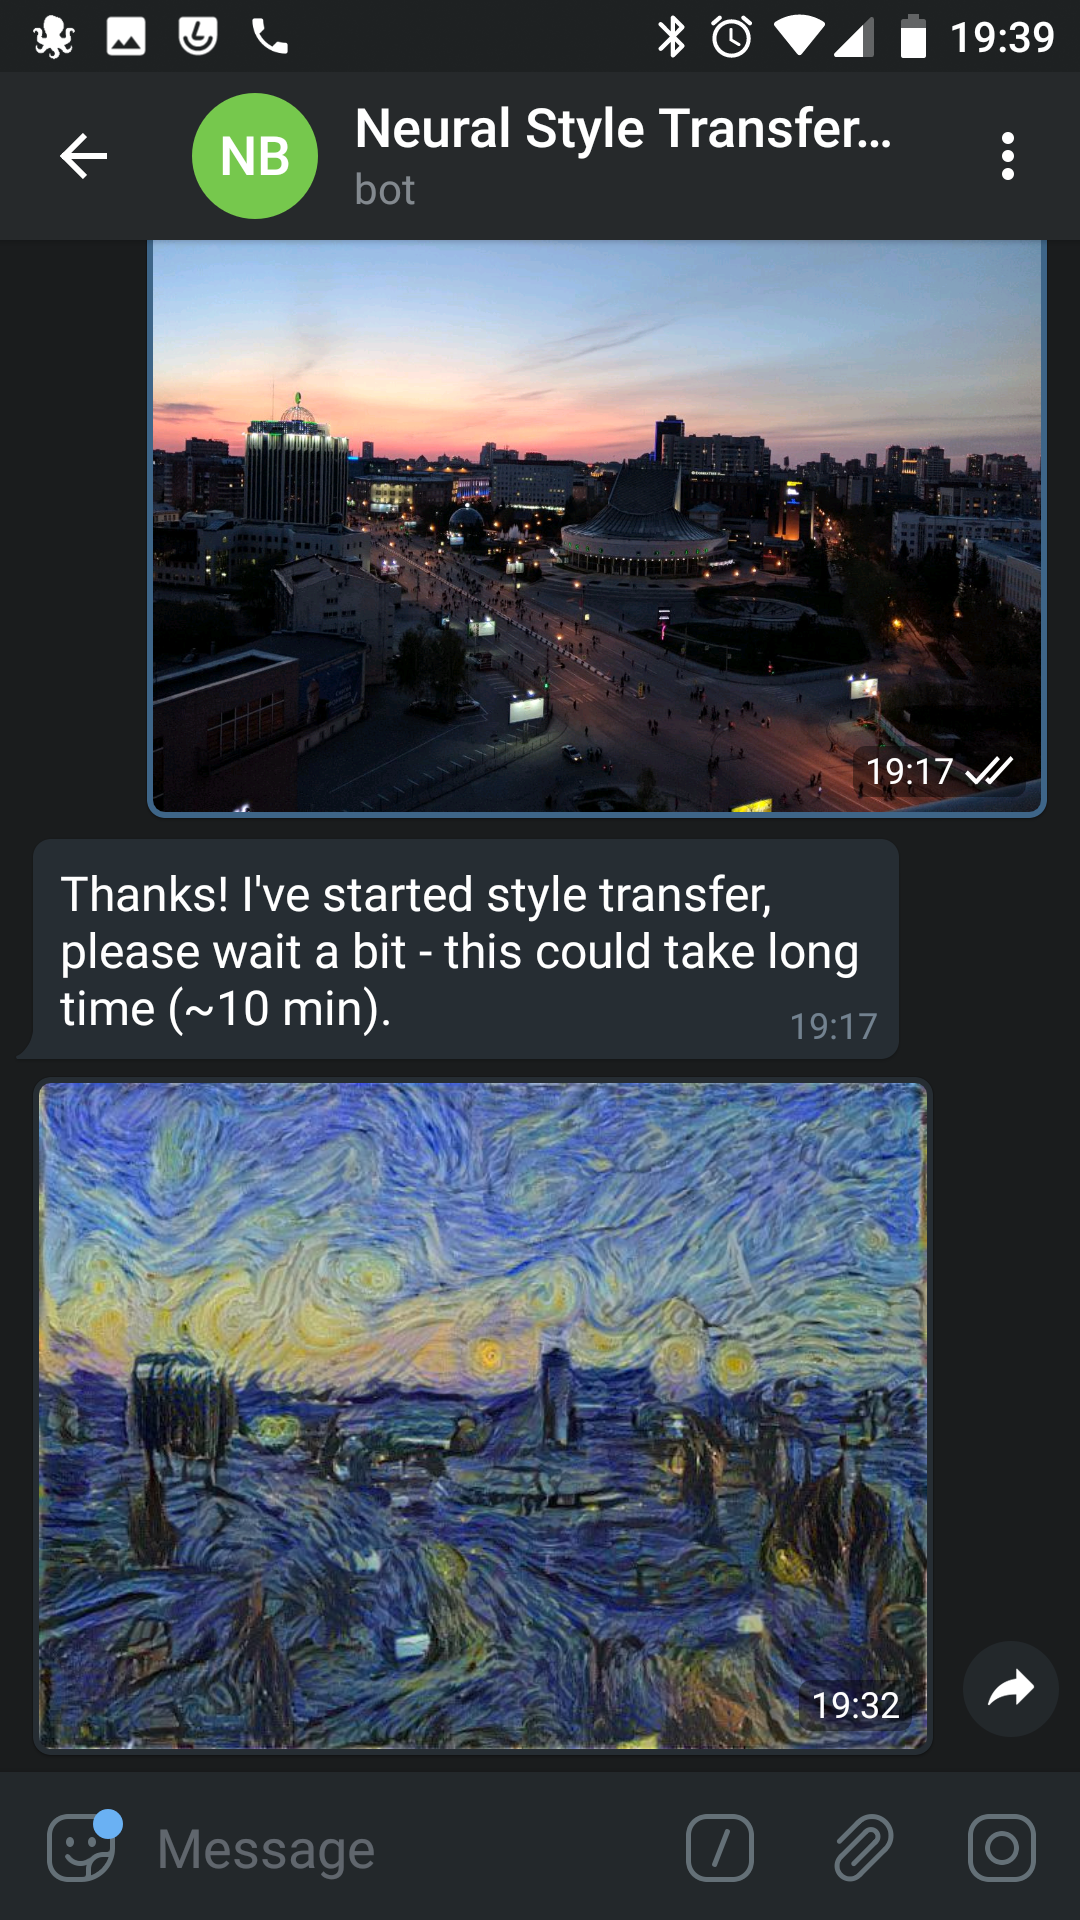 19:39
NB
Neural Style Transfer...
bot
19:17
Thanks! I've started style transfer,
please wait a bit - this could take long
time (~10 min).
19:17
19:32
Message